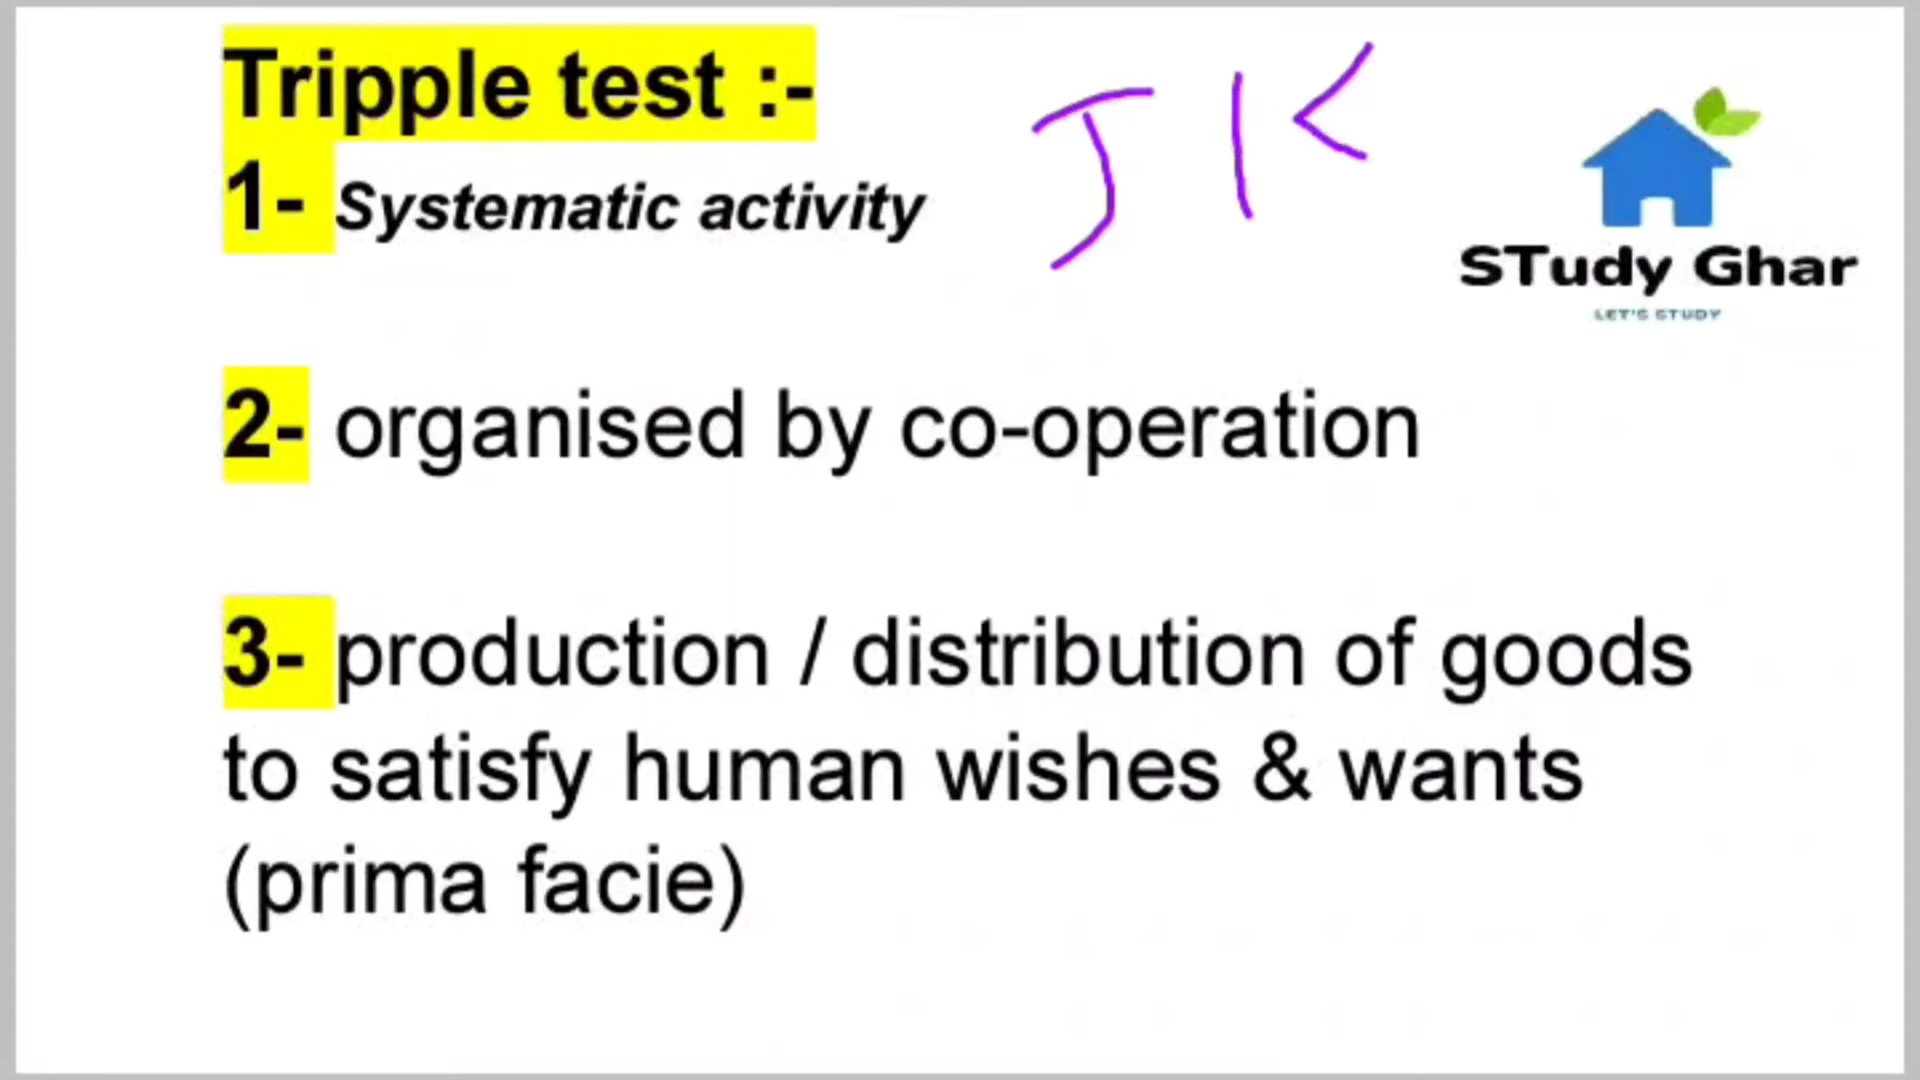 Tripple test :-
JK
1- Systematic activity
STudy Ghar
LET'S STUDY
2- organised by co-operation
3- production / distribution of goods
to satisfy human wishes & wants
(prima facie)